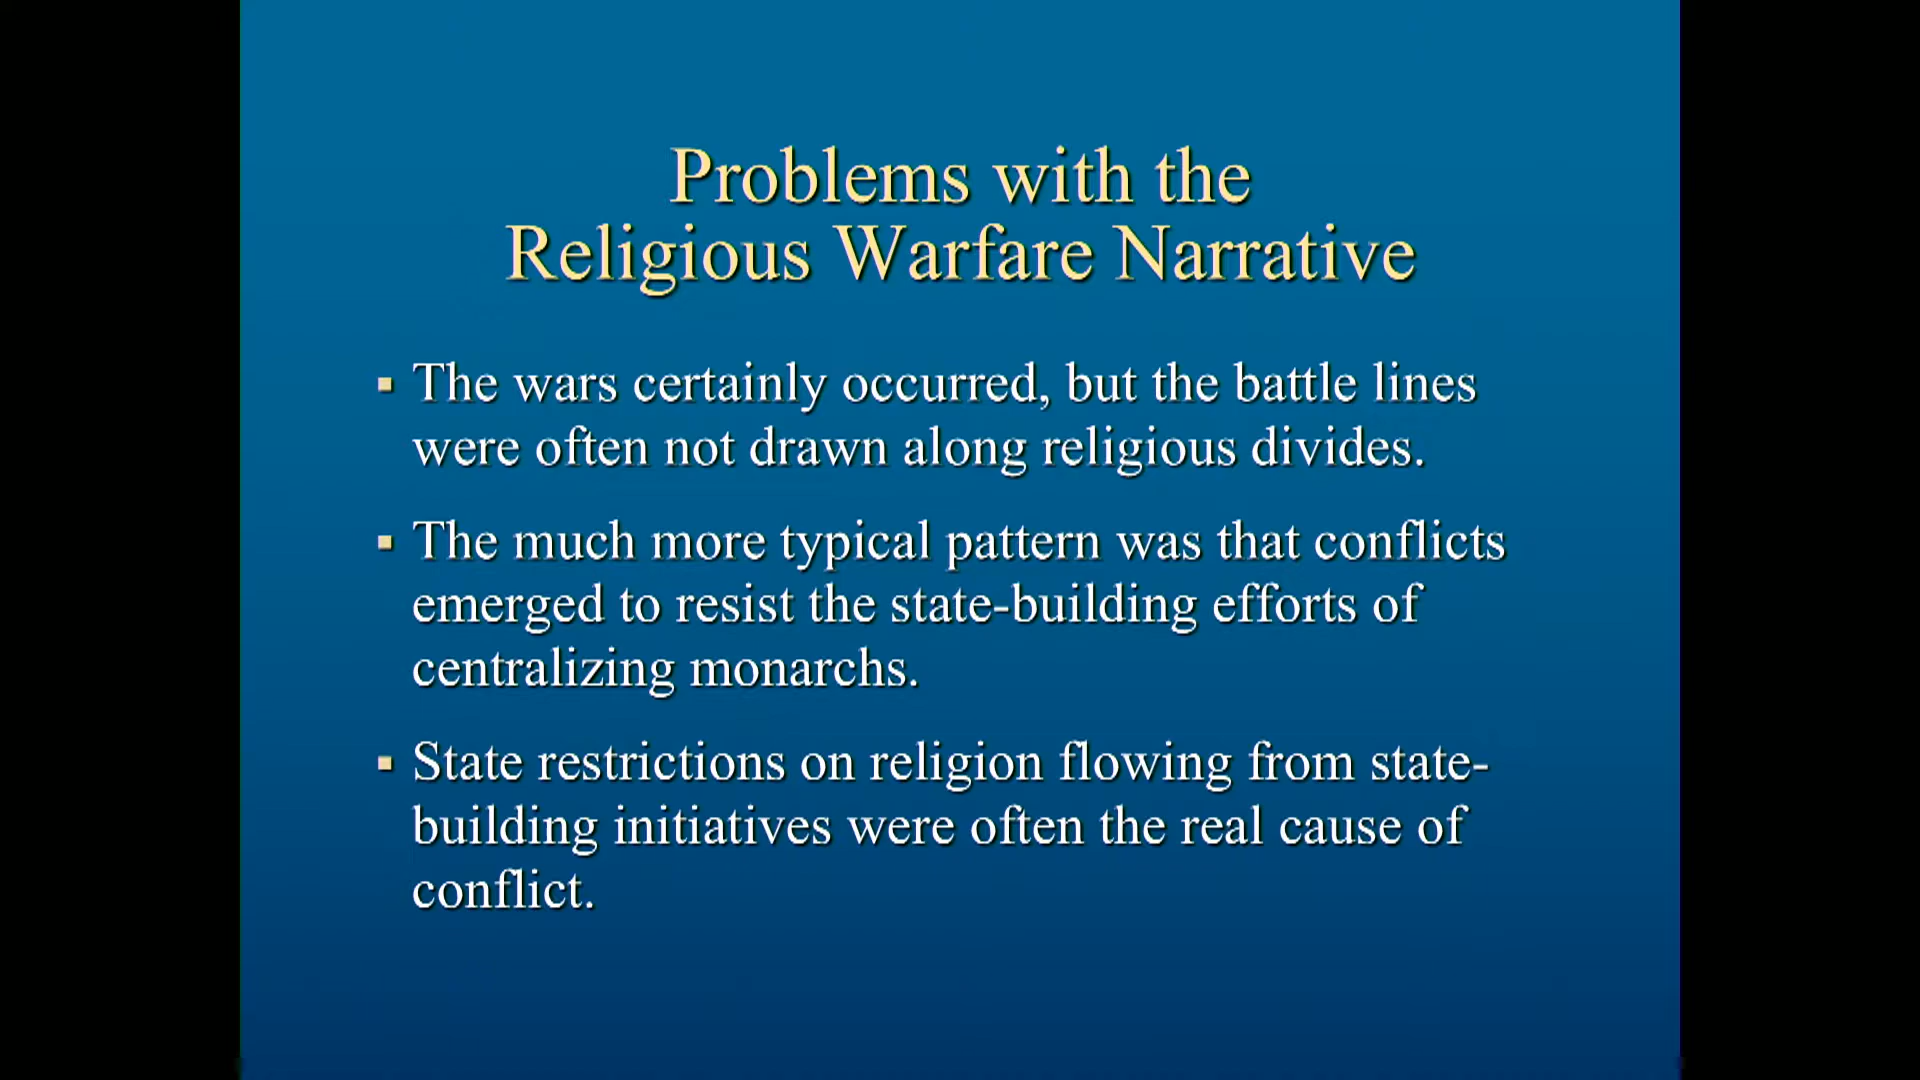 Problems with the
Religious Warfare Narrative
▪ The wars certainly occurred, but the battle lines
were often not drawn along religious divides.
▪ The much more typical pattern was that conflicts
emerged to resist the state-building efforts of
centralizing monarchs.
▪ State restrictions on religion flowing from state-
building initiatives were often the real cause of
conflict.